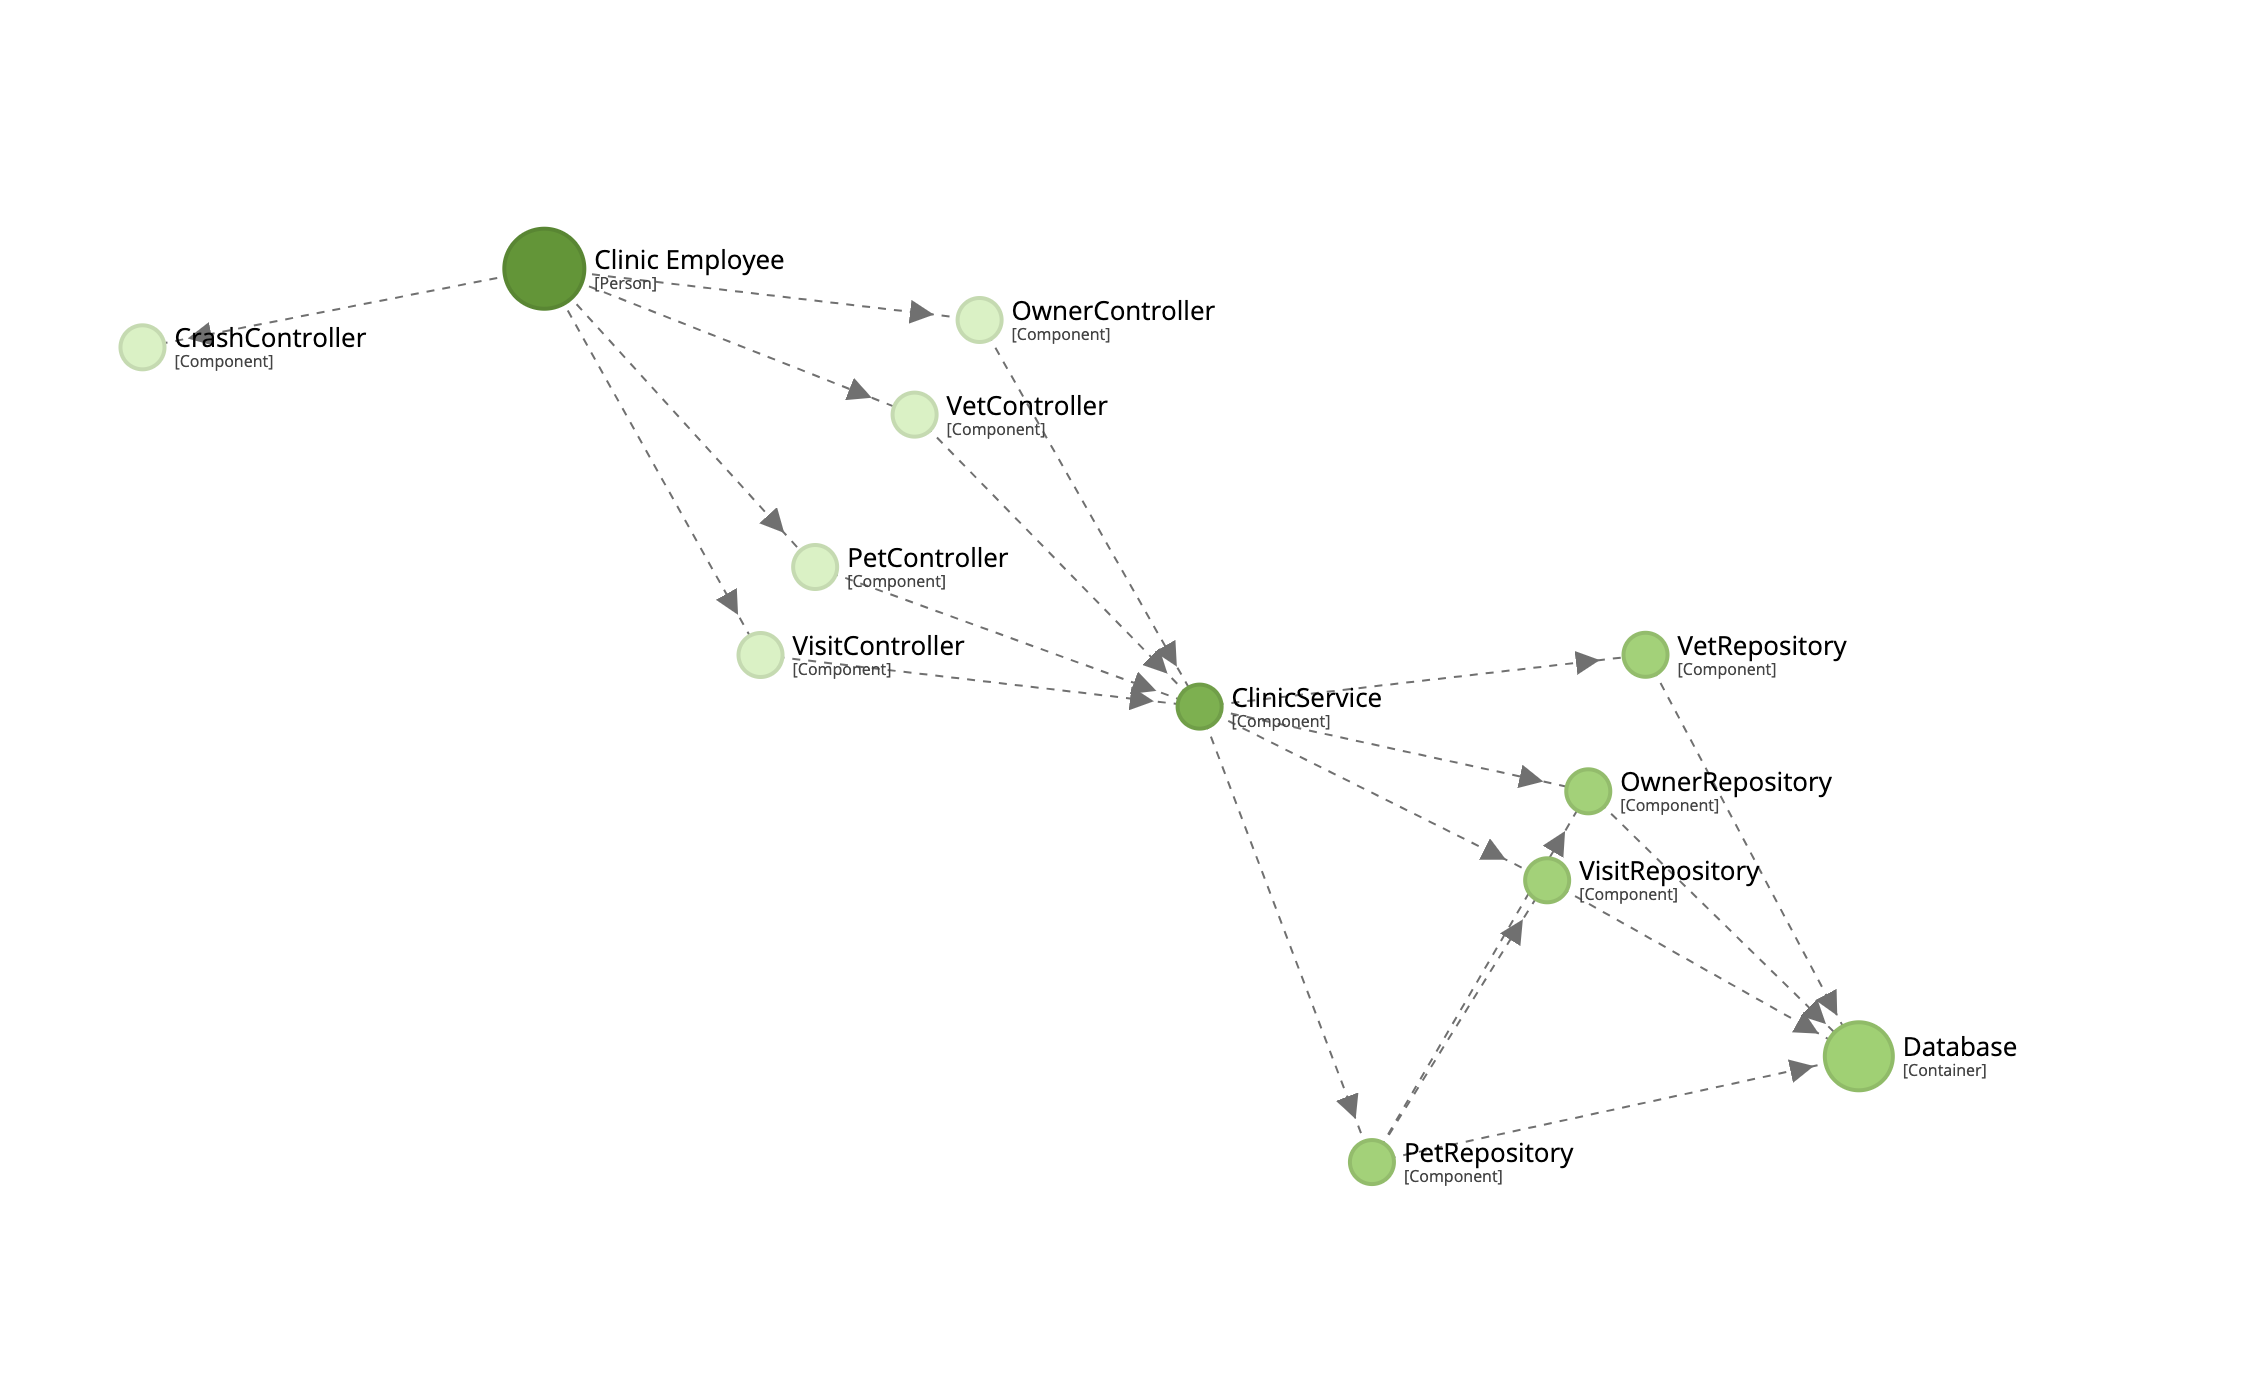 Clinic Employee
[Person]
CrashController
[Component]
OwnerController
[Component]
VetController
[Component]
PetController
[Component]
VisitController
[Component]
ClinicService
[Component]
VetRepository
[Component]
OwnerRepository
[Component]
VisitRepository
[Component]
Database
[Container]
PetRepository
[Component]